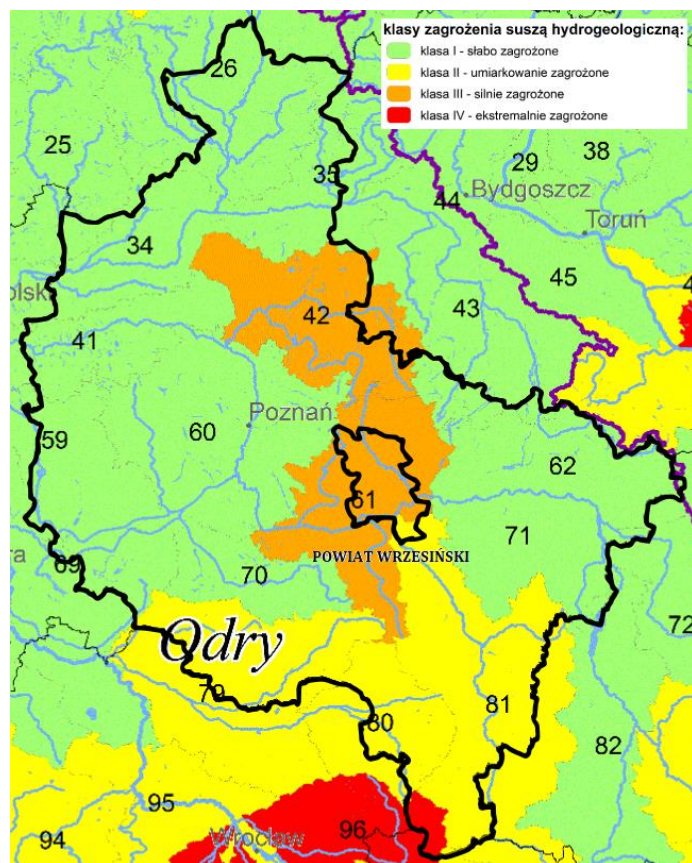 klasy zagrożenia suszą hydrogeologiczną:
klasa I - słabo zagrożone
klasa II - umiarkowanie zagrożone
klasa III - silnie zagrożone
klasa IV - ekstremalnie zagrożone
26
25
29
38
35
44
Bydgoszcz
Toruń
34
45
olsk
42
43
41
Poznań
59
60
62
61
71
POWIAT WRZESIŃSKI
69
70
72
Odry
79
80
81
82
95
94
Wrocław
96